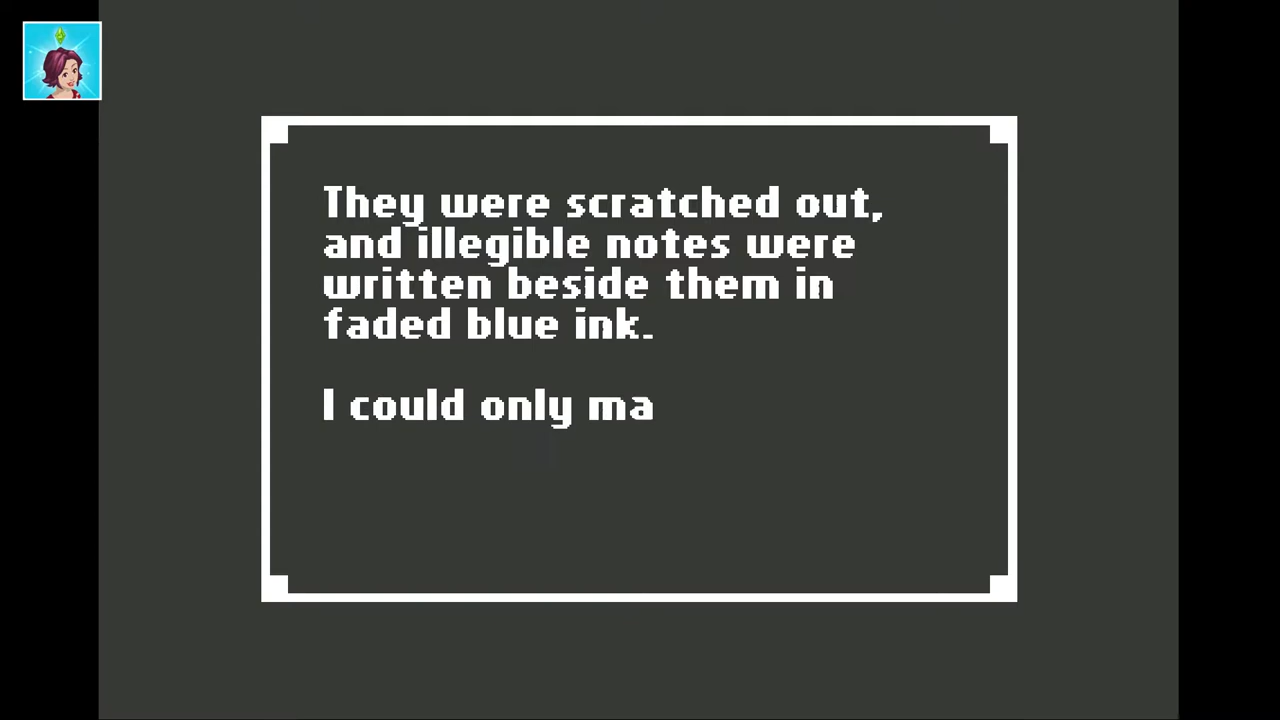 They were scratched out,
and illegible notes were
written beside them in
faded blue ink.
I could only ma